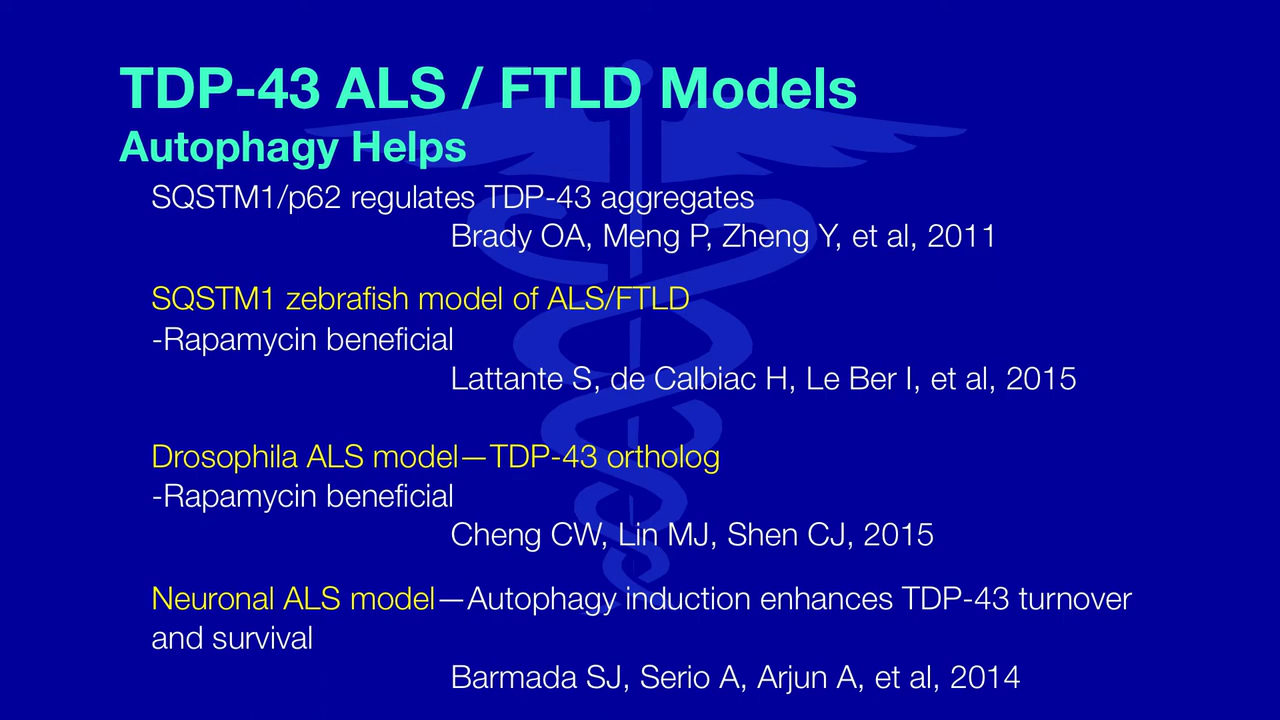 TDP-43 ALS / FTLD Models
Autophagy Helps
SQSTM1/p62 regulates TDP-43 aggregates
Brady OA, Meng P, Zheng Y, et al, 2011
SQSTM1 zebrafish model of ALS/FTLD
-Rapamycin beneficial
Lattante S, de Calbiac H, Le Ber I, et al, 2015
Drosophila ALS model—TDP-43 ortholog
-Rapamycin beneficial
Cheng CW, Lin MJ, Shen CJ, 2015
Neuronal ALS model—Autophagy induction enhances TDP-43 turnover
and survival
Barmada SJ, Serio A, Arjun A, et al, 2014